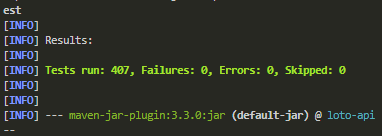 est
[INFO]
[INFO] Results:
[INFO]
[INFO] Tests run: 407, Failures: 0, Errors: 0, Skipped: 0
[INFO]
[INFO]
[INFO] --- maven-jar-plugin:3.3.0:jar (default-jar) @ loto-api
--